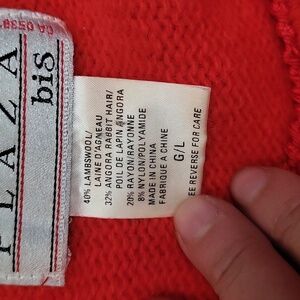 PLAZA
biS
40% LAMBSWOOL/
LAINE D'AGNEAU
32% ANGORA RABBIT HAIR/
POIL DE LAPIN ANGORA
20% RAYON/RAYONNE
8% NYLON/POLYAMIDE
MADE IN CHINA
FABRIQUE A CHINE
G/L
EE REVERSE FOR CARE